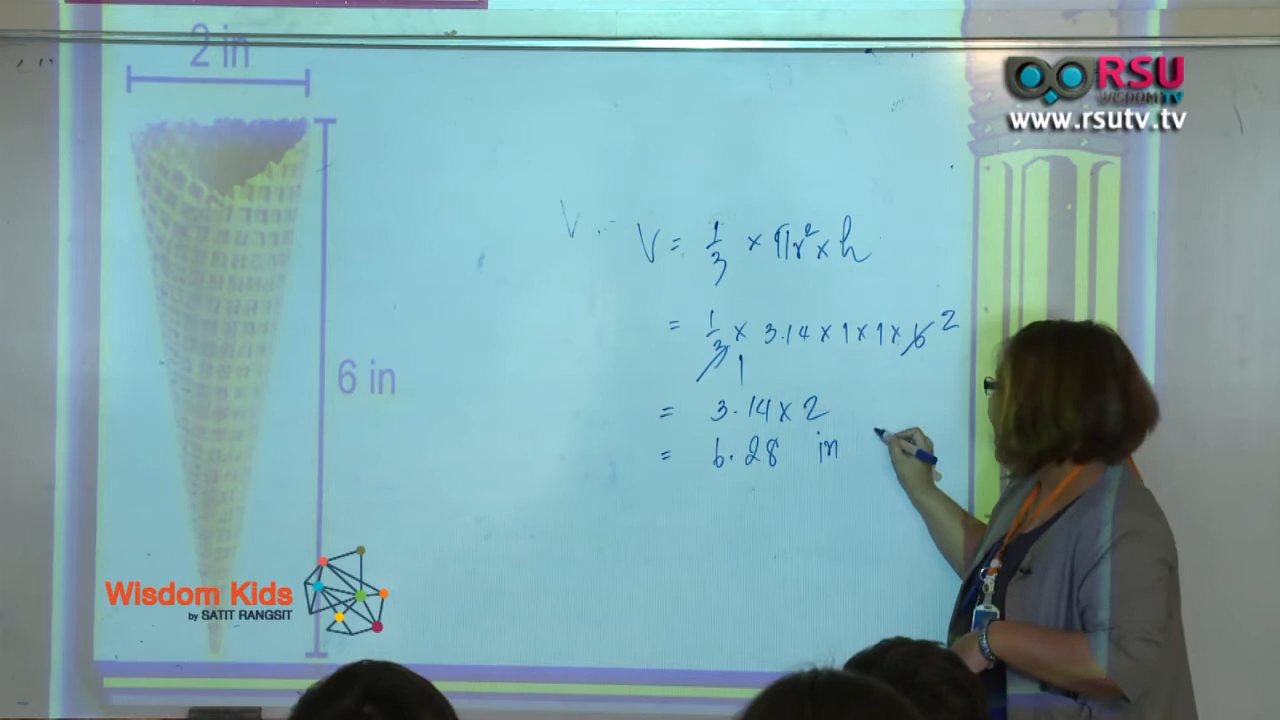 2 in
RSU
WISDOM TV
www.rsutv.tv
V
V = 1/3 × πr² × h
= 1/3 × 3.14 × 1 × 1 × 6 2
1
= 3.14 × 2
= 6.28 in
6 in
Wisdom Kids
by SATIT RANGSIT